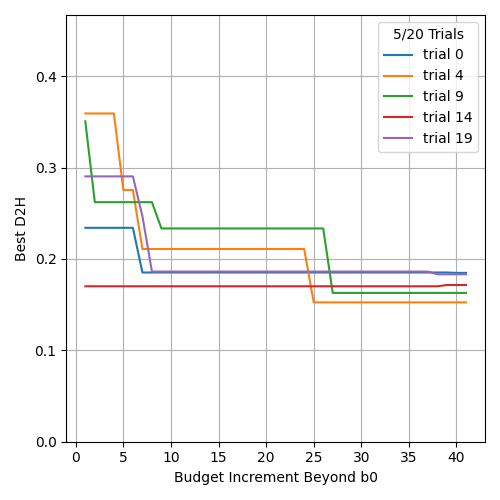 5/20 Trials
trial 0
trial 4
trial 9
trial 14
trial 19
0.4
0.3
0.2
0.1
0.0
Best D2H
0 5 10 15 20 25 30 35 40
Budget Increment Beyond b0